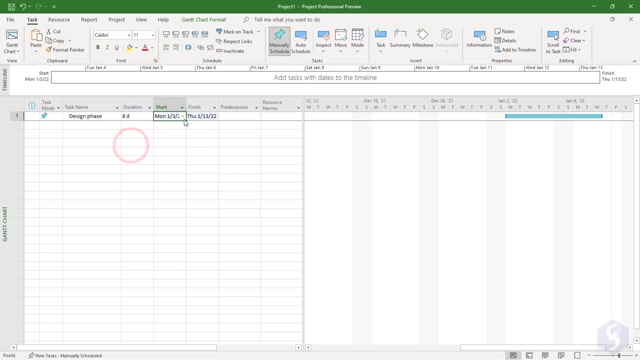 Project1 - Project Professional Preview
Task Resource Project View Help Gantt Chart Format Tell me what you want to do
Gantt Chart
View
Paste
Cut
Copy
Format Painter
Clipboard
Calibri 11
B I U
Font
Mark on Track
Respect Links
Inactivate
Schedule
Manually Schedule
Auto Schedule
Tasks
Inspect Move Mode
Task Summary Milestone
Insert
Information
Notes
Details
Add to Timeline
Properties
Scroll to Task
Editing
TIMELINE
Start
Mon 1/3/22
Tue Jan 4 Wed Jan 5 Thu Jan 6 Fri Jan 7 Sat Jan 8 Sun Jan 9 Mon Jan 10 Tue Jan 11 Wed Jan 12 Thu Jan 13
Add tasks with dates to the timeline
Finish
Thu 1/13/22
Task Mode Task Name Duration Start Finish Predecessors Resource Names
12, '21 Dec 19, '21 Dec 26, '21 Jan 2, '22 Jan 9, '22
M T W T F S S M T W T F S S M T W T F S S M T W T F S S M T W T
1 Design phase 8 d Mon 1/3/2 Thu 1/13/22
GANTT CHART
Ready New Tasks : Manually Scheduled